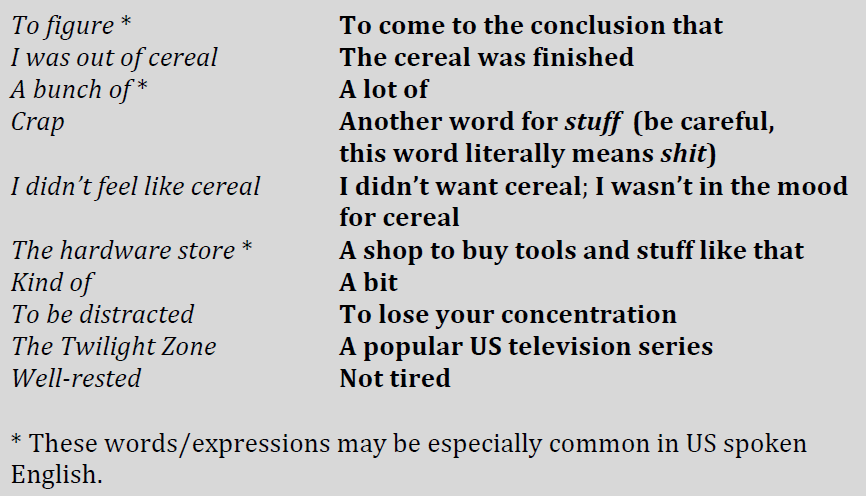 To figure * To come to the conclusion that
I was out of cereal The cereal was finished
A bunch of * A lot of
Crap Another word for stuff (be careful,
this word literally means shit)
I didn’t feel like cereal I didn’t want cereal; I wasn’t in the mood
for cereal
The hardware store * A shop to buy tools and stuff like that
Kind of A bit
To be distracted To lose your concentration
The Twilight Zone A popular US television series
Well-rested Not tired
* These words/expressions may be especially common in US spoken
English.